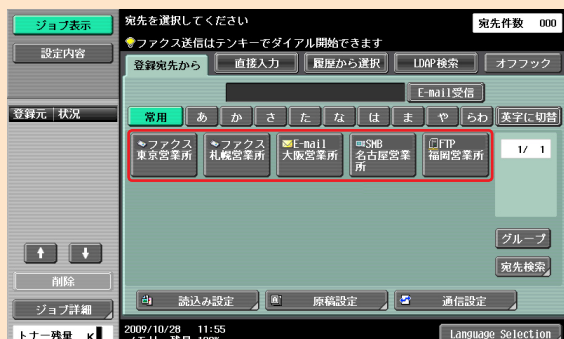 ジョブ表示
宛先を選択してください
宛先件数 000
設定内容
ファクス送信はテンキーでダイアル開始できます
登録宛先から 直接入力 履歴から選択 LDAP検索 オフフック
E-mail受信
登録元 状況
常用 あ か さ た な は ま や らわ 英字に切替
ファクス 東京営業所
ファクス 札幌営業所
E-mail 大阪営業所
SMB 名古屋営業所
FTP 福岡営業所
1/ 1
グループ
宛先検索
削除
読込み設定 原稿設定 通信設定
ジョブ詳細
トナー残量 K
2009/10/28 11:55
メモリー残量 100%
Language Selection